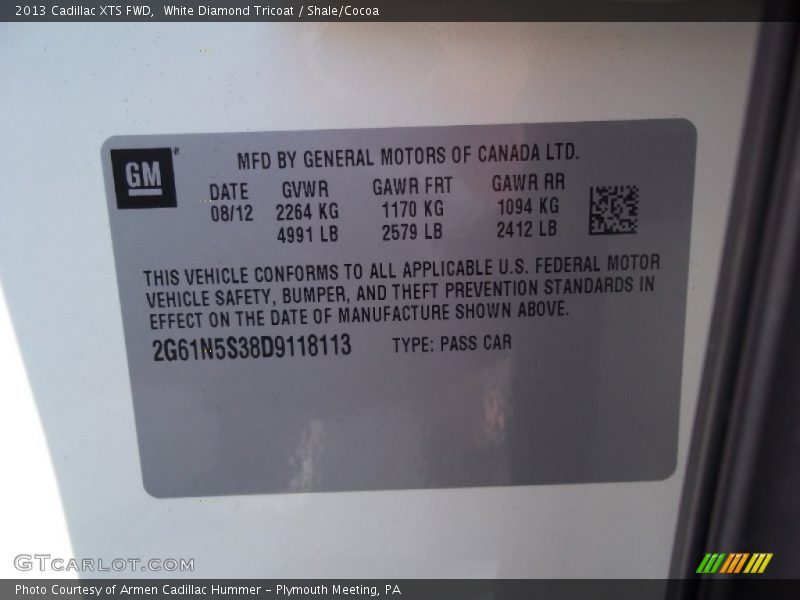 2013 Cadillac XTS FWD,  White Diamond Tricoat / Shale/Cocoa
GM
MFD BY GENERAL MOTORS OF CANADA LTD.
DATE GVWR GAWR FRT GAWR RR
08/12 2264 KG 1170 KG 1094 KG
4991 LB 2579 LB 2412 LB
THIS VEHICLE CONFORMS TO ALL APPLICABLE U.S. FEDERAL MOTOR
VEHICLE SAFETY, BUMPER, AND THEFT PREVENTION STANDARDS IN
EFFECT ON THE DATE OF MANUFACTURE SHOWN ABOVE.
2G61N5S38D9118113 TYPE: PASS CAR
GTCARLOT.COM
Photo Courtesy of Armen Cadillac Hummer - Plymouth Meeting, PA